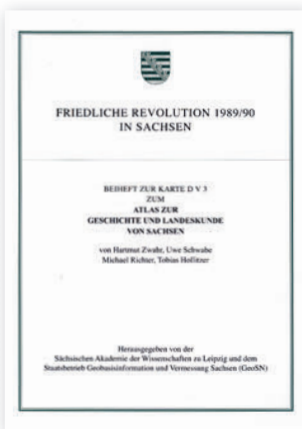 FRIEDLICHE REVOLUTION 1989/90
IN SACHSEN
BEIHEFT ZUR KARTE D V 3
ZUM
ATLAS ZUR
GESCHICHTE UND LANDESKUNDE
VON SACHSEN
von Hartmut Zwahr, Uwe Schwabe
Michael Richter, Tobias Hollitzer
Herausgegeben von der
Sächsischen Akademie der Wissenschaften zu Leipzig und dem
Staatsbetrieb Geobasisinformation und Vermessung Sachsen (GeoSN)